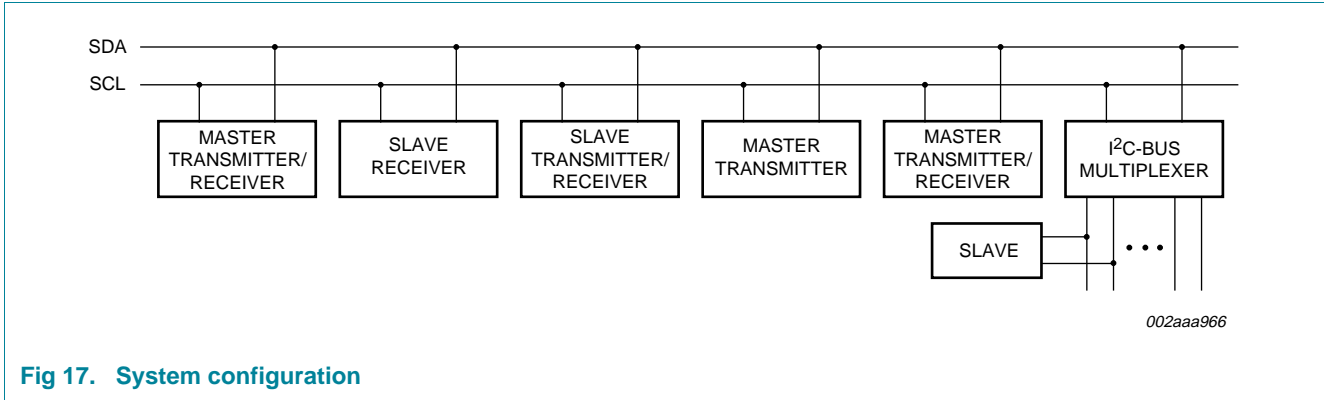 SDA
SCL
MASTER
TRANSMITTER/
RECEIVER
SLAVE
RECEIVER
SLAVE
TRANSMITTER/
RECEIVER
MASTER
TRANSMITTER
MASTER
TRANSMITTER/
RECEIVER
I²C-BUS
MULTIPLEXER
SLAVE
002aaa966
Fig 17. System configuration